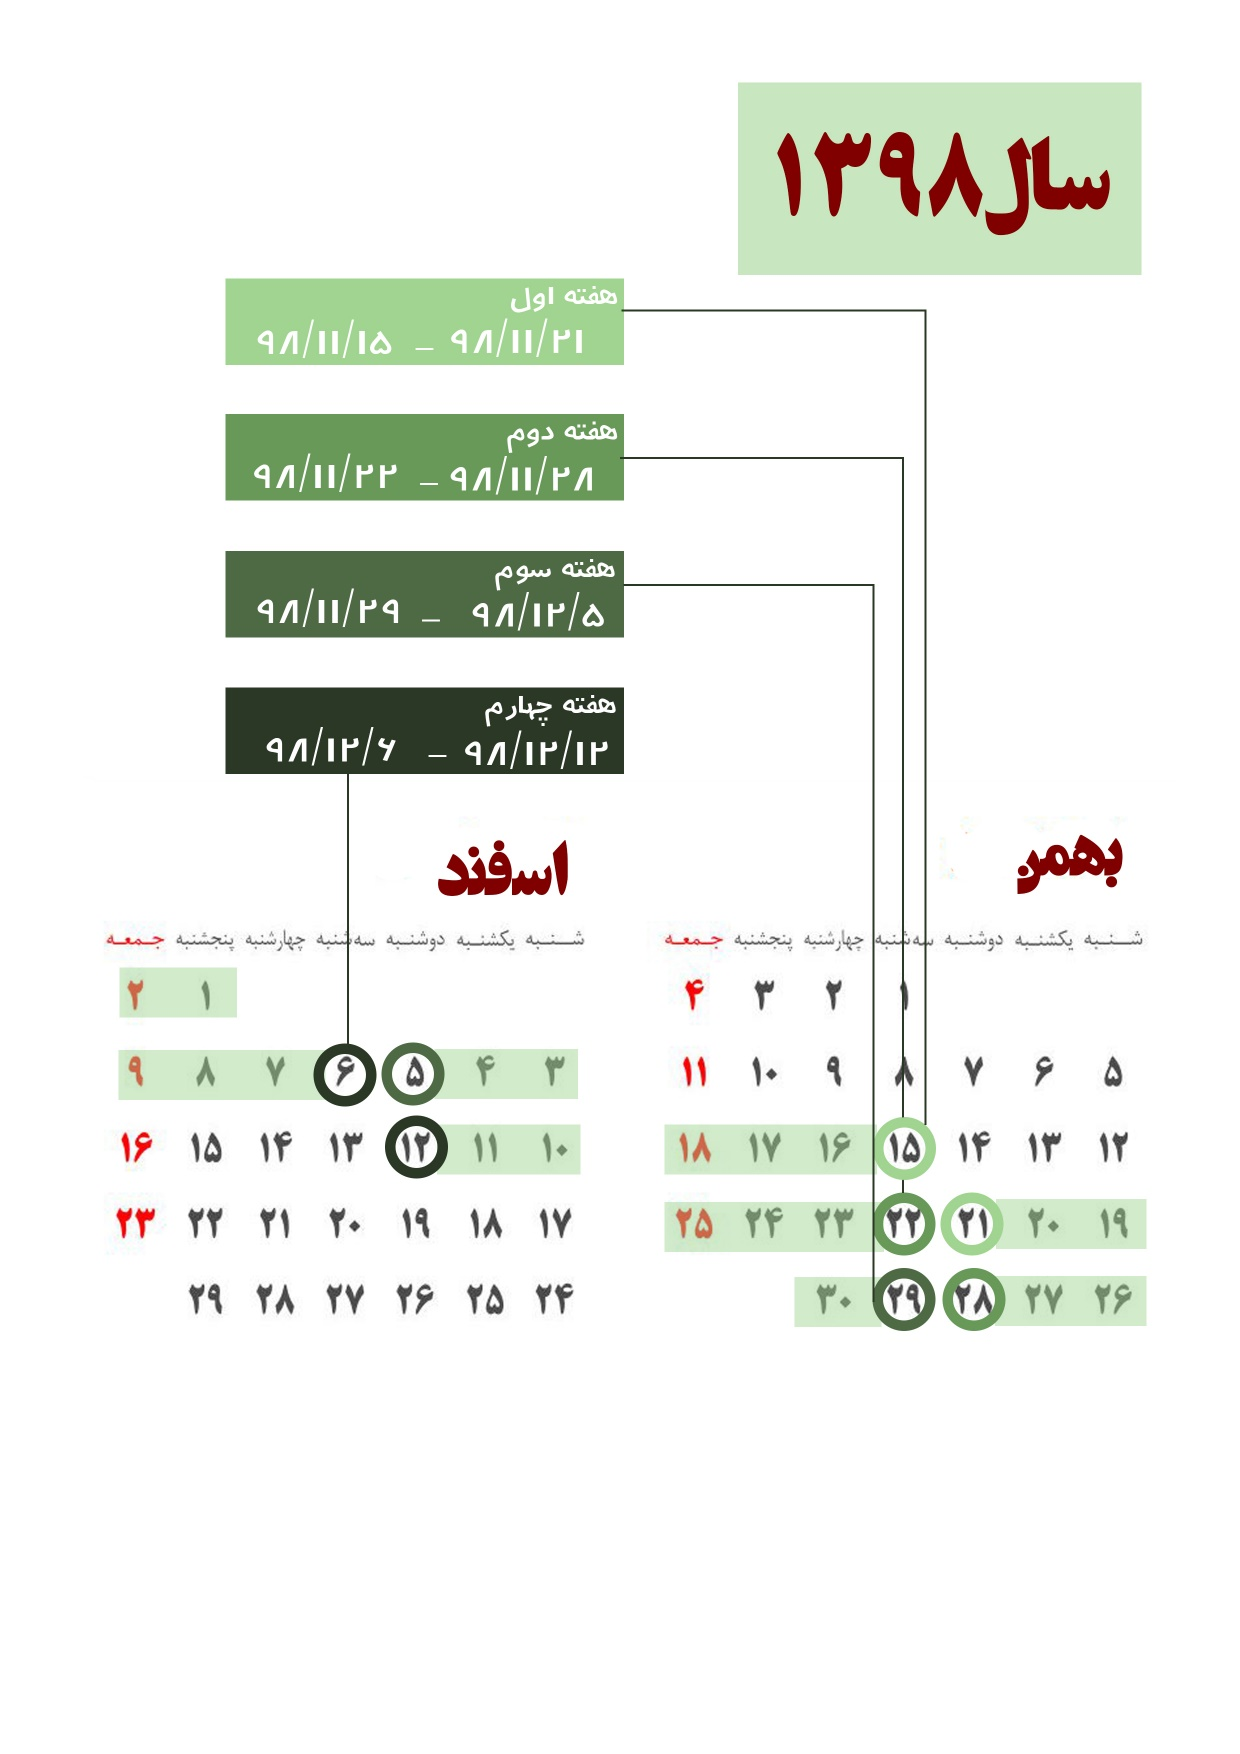 سال۱۳۹۸
هفته اول
۹۸/۱۱/۱۵ – ۹۸/۱۱/۲۱
هفته دوم
۹۸/۱۱/۲۲ – ۹۸/۱۱/۲۸
هفته سوم
۹۸/۱۱/۲۹ – ۹۸/۱۲/۵
هفته چهارم
۹۸/۱۲/۶ – ۹۸/۱۲/۱۲
بهمن
شنبه یکشنبه دوشنبه سه‌شنبه چهارشنبه پنجشنبه جمعه
۱ ۲ ۳ ۴
۵ ۶ ۷ ۸ ۹ ۱۰ ۱۱
۱۲ ۱۳ ۱۴ ۱۵ ۱۶ ۱۷ ۱۸
۱۹ ۲۰ ۲۱ ۲۲ ۲۳ ۲۴ ۲۵
۲۶ ۲۷ ۲۸ ۲۹ ۳۰
اسفند
شنبه یکشنبه دوشنبه سه‌شنبه چهارشنبه پنجشنبه جمعه
۱ ۲
۳ ۴ ۵ ۶ ۷ ۸ ۹
۱۰ ۱۱ ۱۲ ۱۳ ۱۴ ۱۵ ۱۶
۱۷ ۱۸ ۱۹ ۲۰ ۲۱ ۲۲ ۲۳
۲۴ ۲۵ ۲۶ ۲۷ ۲۸ ۲۹